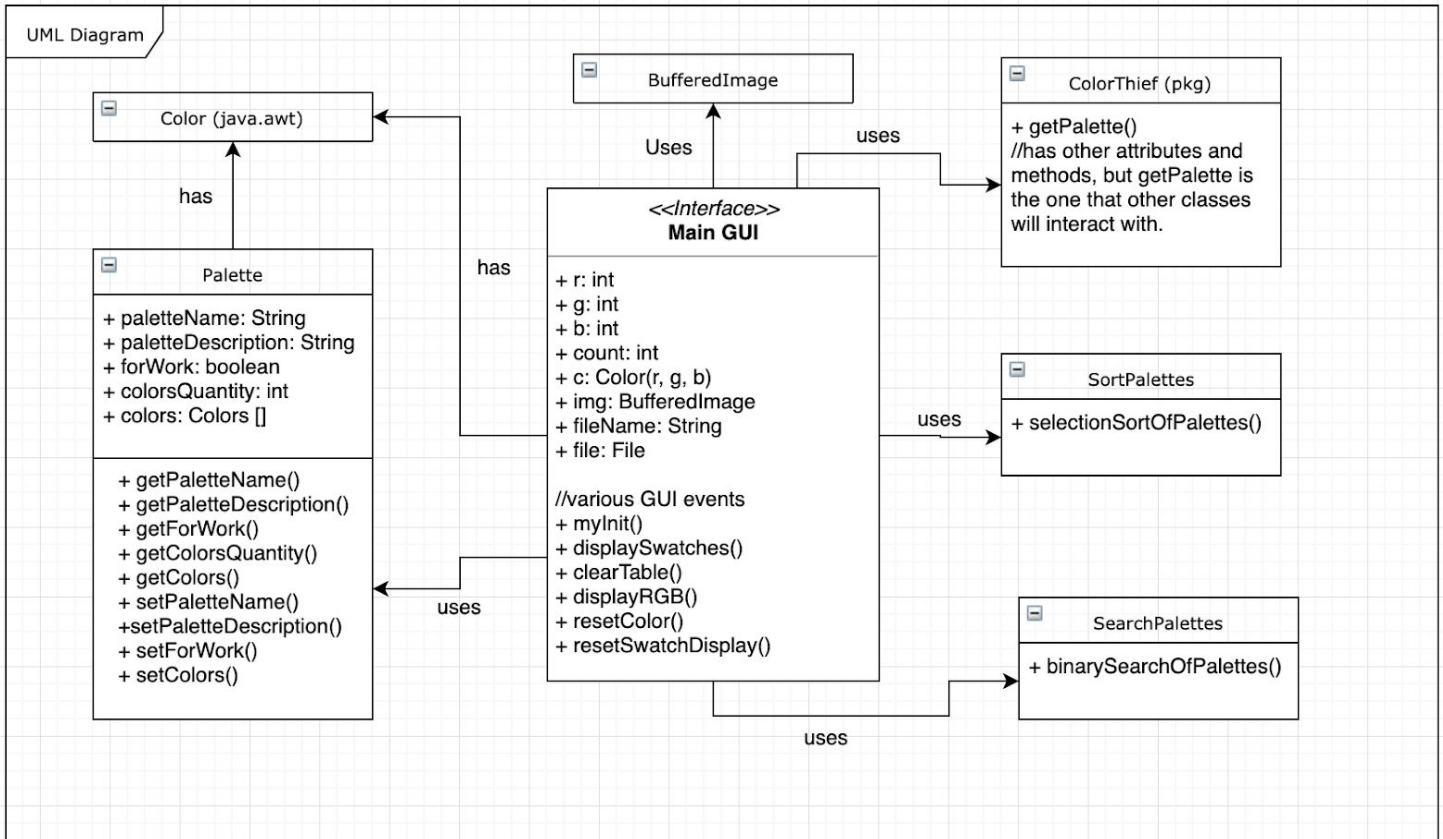 UML Diagram
Color (java.awt)
has
Palette
+ paletteName: String
+ paletteDescription: String
+ forWork: boolean
+ colorsQuantity: int
+ colors: Colors []
+ getPaletteName()
+ getPaletteDescription()
+ getForWork()
+ getColorsQuantity()
+ getColors()
+ setPaletteName()
+setPaletteDescription()
+ setForWork()
+ setColors()
has
uses
BufferedImage
Uses
<<Interface>>
Main GUI
+ r: int
+ g: int
+ b: int
+ count: int
+ c: Color(r, g, b)
+ img: BufferedImage
+ fileName: String
+ file: File
//various GUI events
+ myInit()
+ displaySwatches()
+ clearTable()
+ displayRGB()
+ resetColor()
+ resetSwatchDisplay()
uses
ColorThief (pkg)
+ getPalette()
//has other attributes and
methods, but getPalette is
the one that other classes
will interact with.
uses
SortPalettes
+ selectionSortOfPalettes()
uses
SearchPalettes
+ binarySearchOfPalettes()